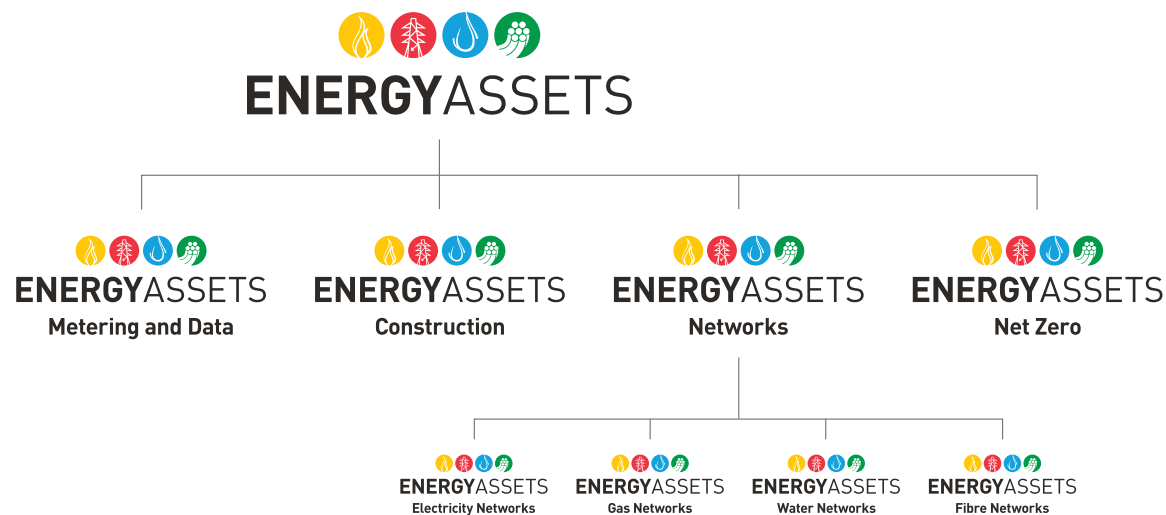 ENERGYASSETS
ENERGYASSETS
Metering and Data
ENERGYASSETS
Construction
ENERGYASSETS
Networks
ENERGYASSETS
Net Zero
ENERGYASSETS
Electricity Networks
ENERGYASSETS
Gas Networks
ENERGYASSETS
Water Networks
ENERGYASSETS
Fibre Networks